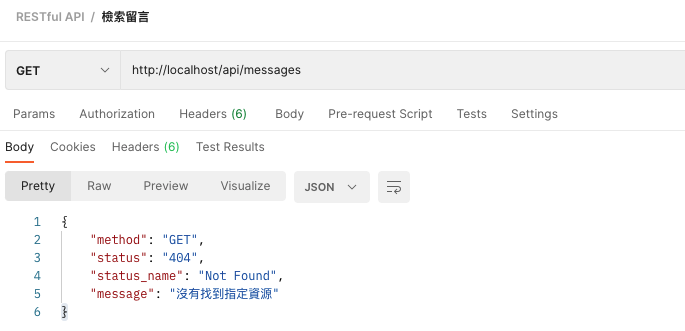 RESTful API / 檢索留言
GET http://localhost/api/messages
Params Authorization Headers (6) Body Pre-request Script Tests Settings
Body Cookies Headers (6) Test Results
Pretty Raw Preview Visualize JSON
1 {
2 "method": "GET",
3 "status": "404",
4 "status_name": "Not Found",
5 "message": "沒有找到指定資源"
6 }